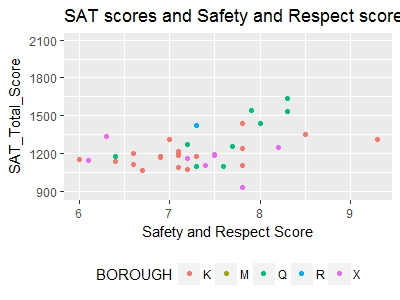 SAT scores and Safety and Respect score
2100
1800
1500
1200
900
SAT_Total_Score
6 7 8 9
Safety and Respect Score
BOROUGH K M Q R X